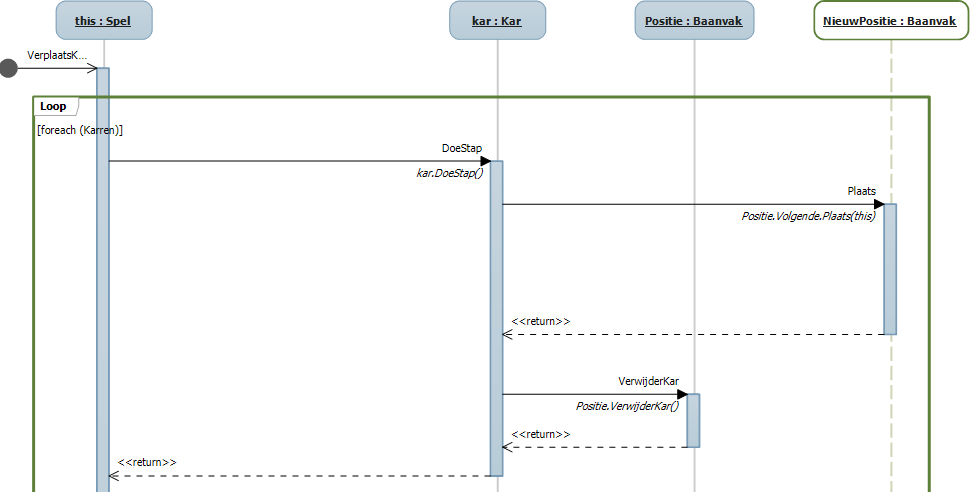 this : Spel
kar : Kar
Positie : Baanvak
NieuwPositie : Baanvak
VerplaatsK...
Loop
[foreach (Karren)]
DoeStap
kar.DoeStap()
Plaats
Positie.Volgende.Plaats(this)
<<return>>
VerwijderKar
Positie.VerwijderKar()
<<return>>
<<return>>